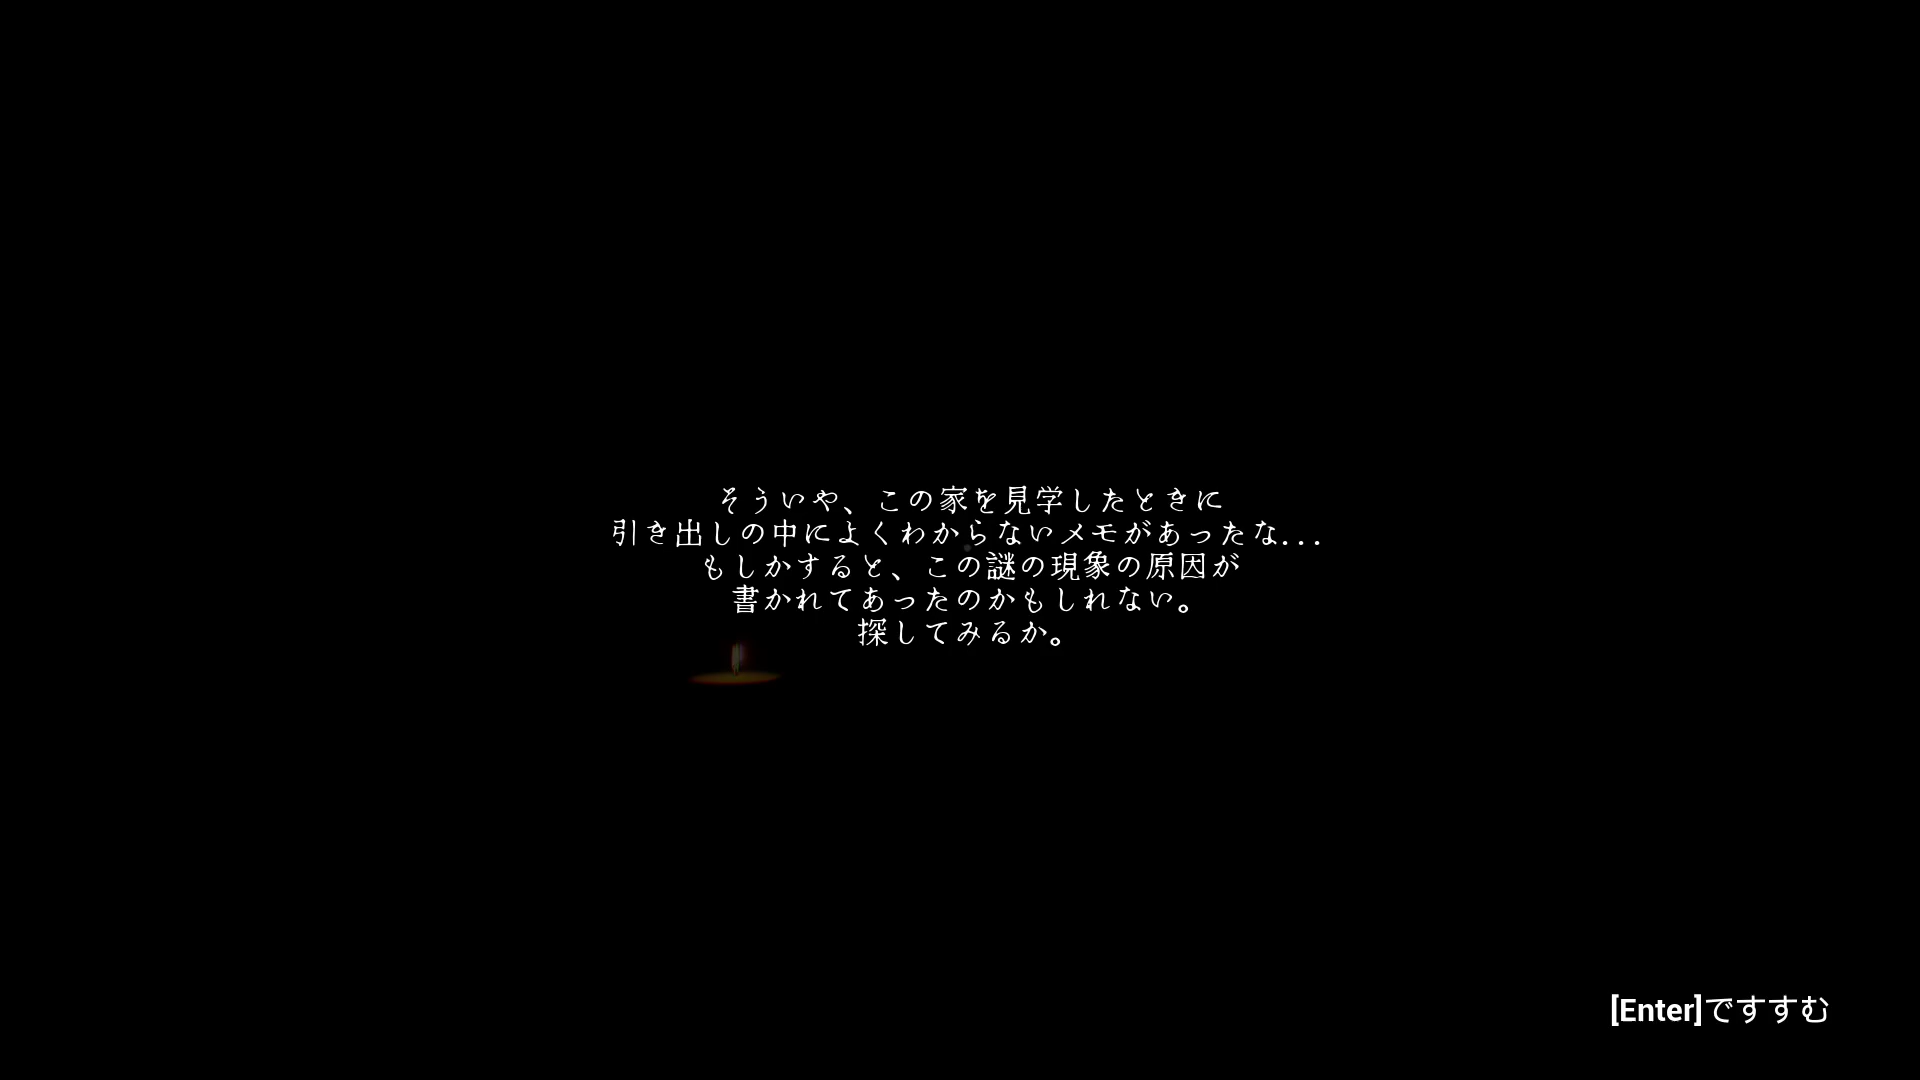 そういや、この家を見学したときに
引き出しの中によくわからないメモがあったな...
もしかすると、この謎の現象の原因が
書かれてあったのかもしれない。
探してみるか。
[Enter]ですすむ